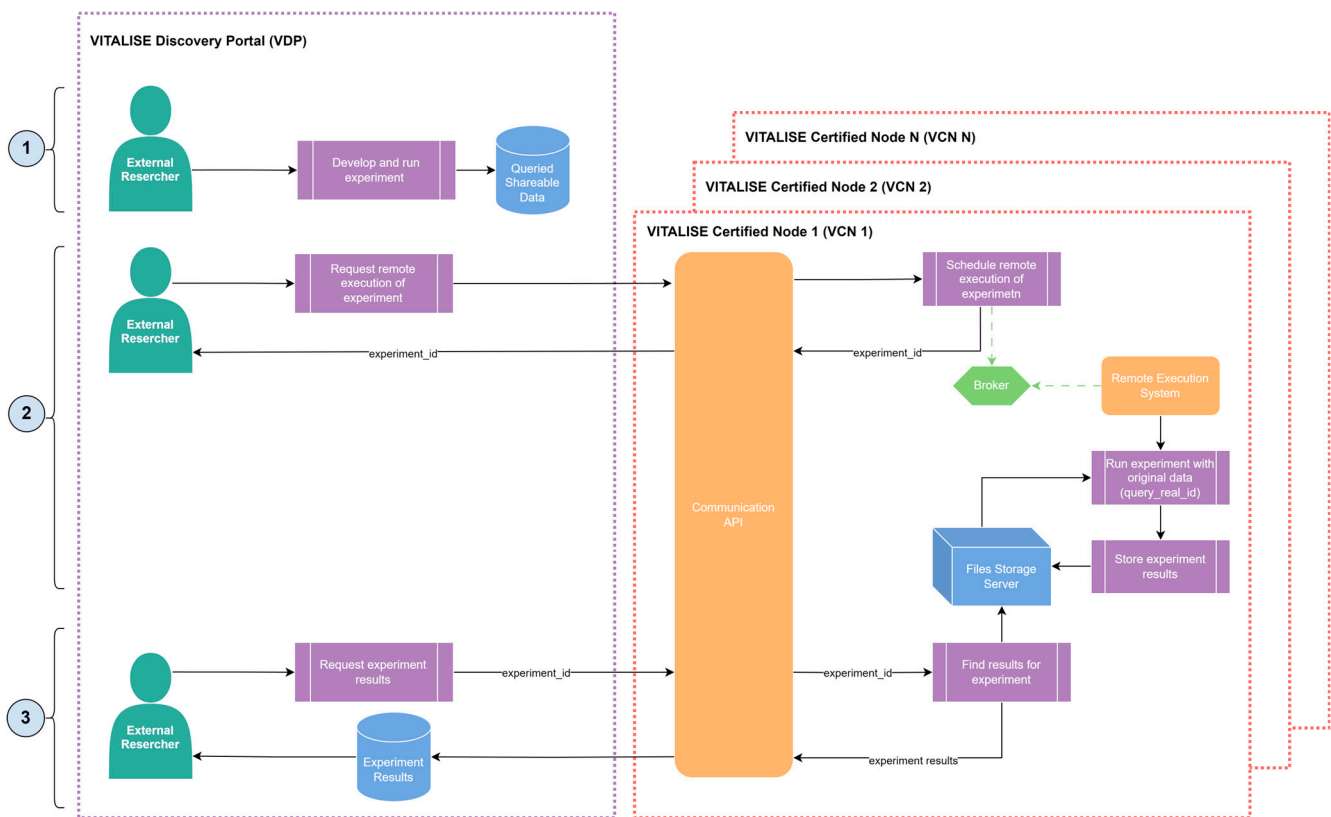 VITALISE Discovery Portal (VDP)
1
External
Resercher
Develop and run
experiment
Queried
Shareable
Data
VITALISE Certified Node N (VCN N)
VITALISE Certified Node 2 (VCN 2)
VITALISE Certified Node 1 (VCN 1)
2
External
Resercher
Request remote
execution of
experiment
Schedule remote
execution of
experimetn
experiment_id
experiment_id
Broker
Remote Execution
System
Run experiment with
original data
(query_real_id)
Communication
API
Files Storage
Server
Store experiment
results
3
External
Resercher
Request experiment
results
experiment_id
experiment_id
Find results for
experiment
Experiment
Results
experiment results